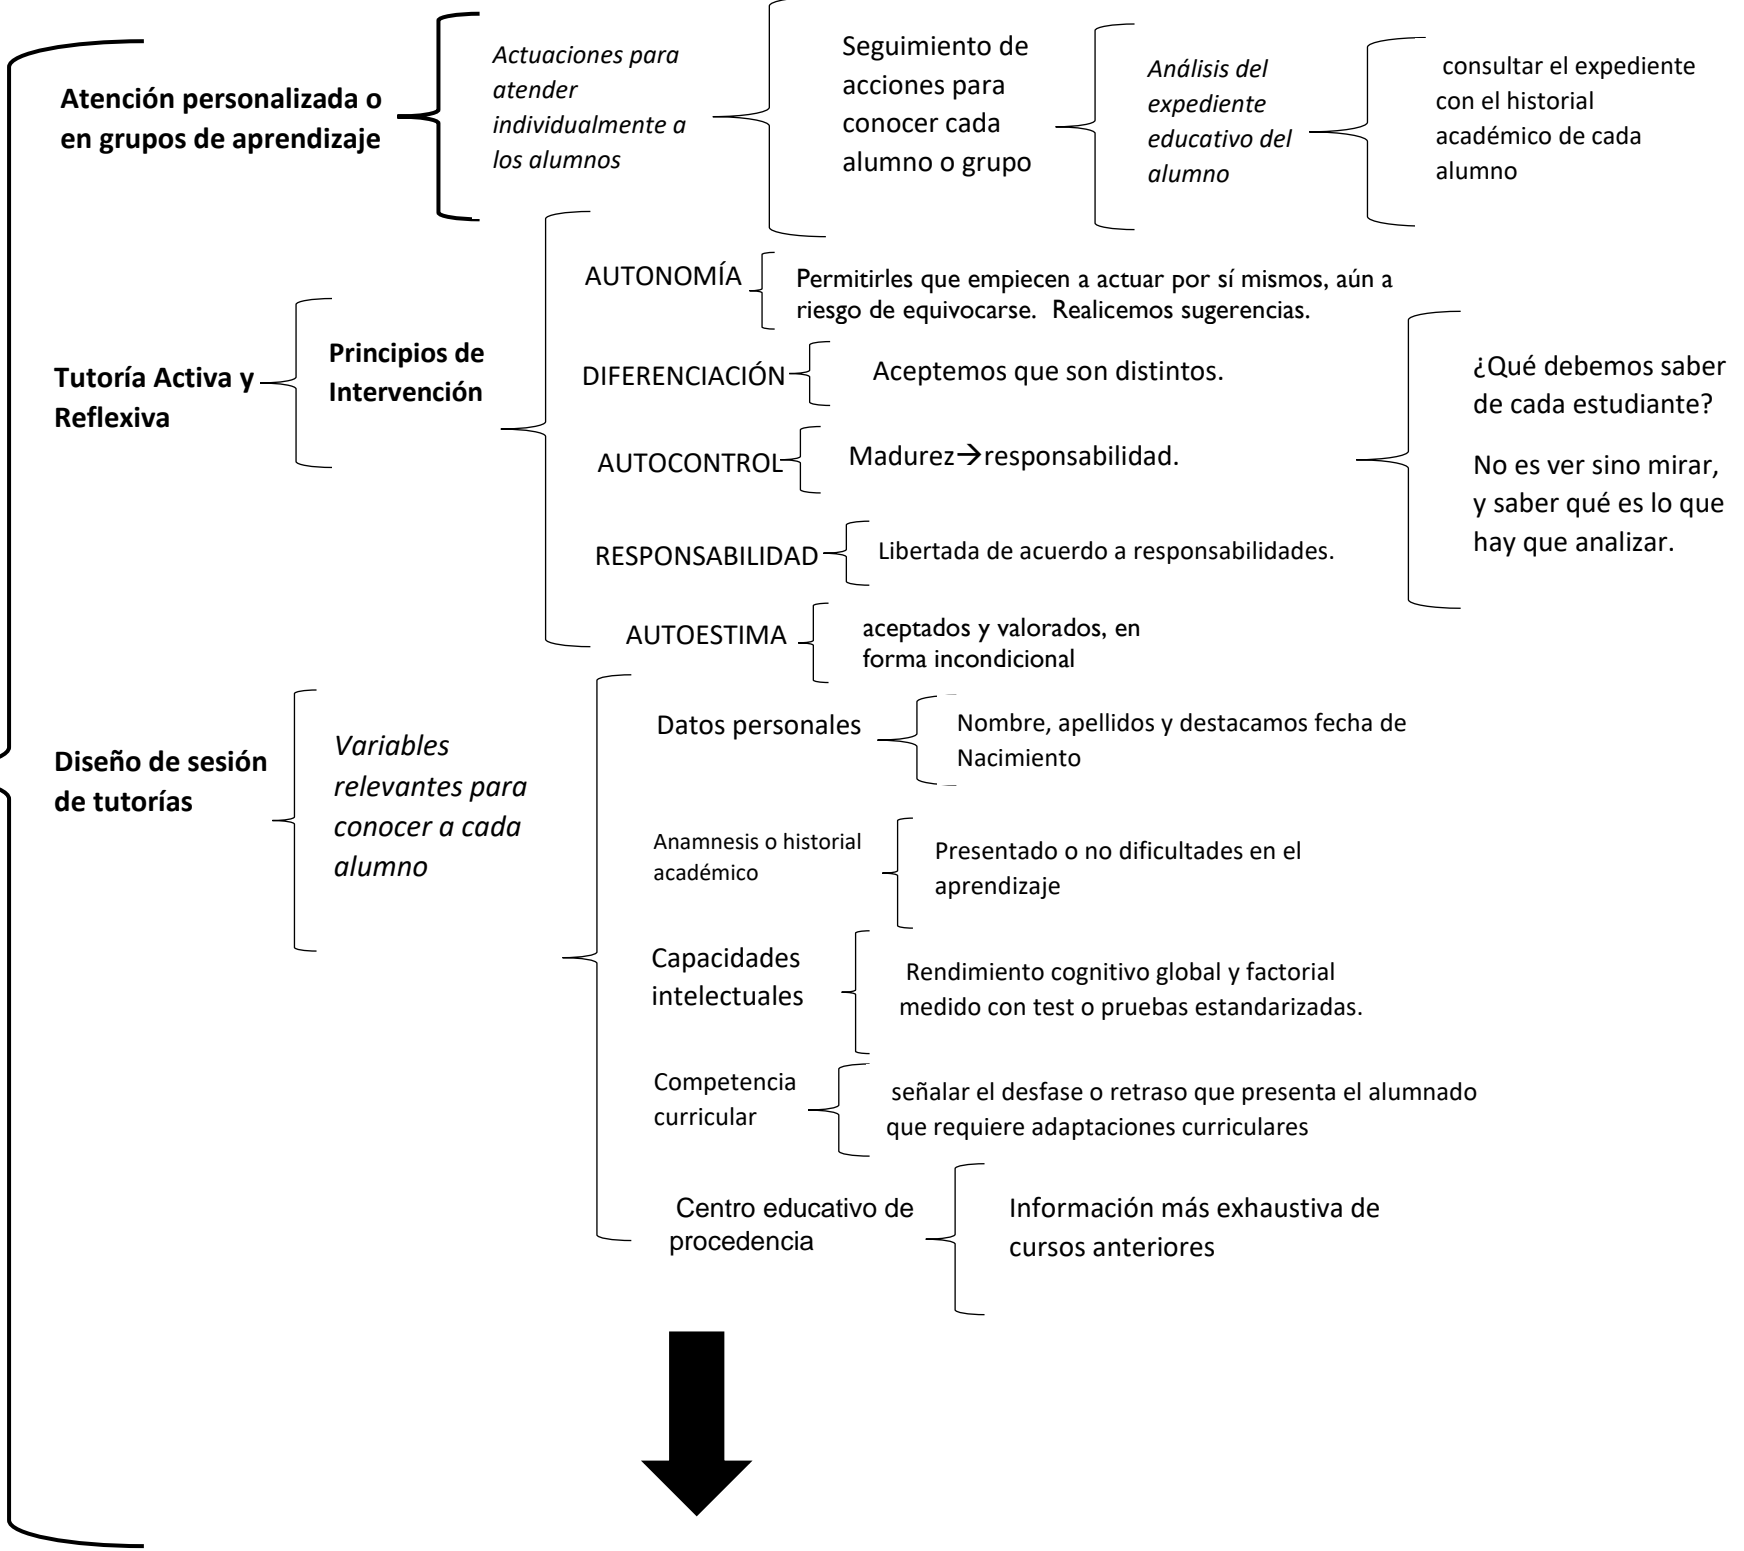 Atención personalizada o
en grupos de aprendizaje
Actuaciones para
atender
individualmente a
los alumnos
Seguimiento de
acciones para
conocer cada
alumno o grupo
Análisis del
expediente
educativo del
alumno
consultar el expediente
con el historial
académico de cada
alumno
Tutoría Activa y
Reflexiva
Principios de
Intervención
AUTONOMÍA
Permitirles que empiecen a actuar por sí mismos, aún a
riesgo de equivocarse. Realicemos sugerencias.
DIFERENCIACIÓN
Aceptemos que son distintos.
AUTOCONTROL
Madurez→responsabilidad.
RESPONSABILIDAD
Libertada de acuerdo a responsabilidades.
AUTOESTIMA
aceptados y valorados, en
forma incondicional
¿Qué debemos saber
de cada estudiante?
No es ver sino mirar,
y saber qué es lo que
hay que analizar.
Diseño de sesión
de tutorías
Variables
relevantes para
conocer a cada
alumno
Datos personales
Nombre, apellidos y destacamos fecha de
Nacimiento
Anamnesis o historial
académico
Presentado o no dificultades en el
aprendizaje
Capacidades
intelectuales
Rendimiento cognitivo global y factorial
medido con test o pruebas estandarizadas.
Competencia
curricular
señalar el desfase o retraso que presenta el alumnado
que requiere adaptaciones curriculares
Centro educativo de
procedencia
Información más exhaustiva de
cursos anteriores